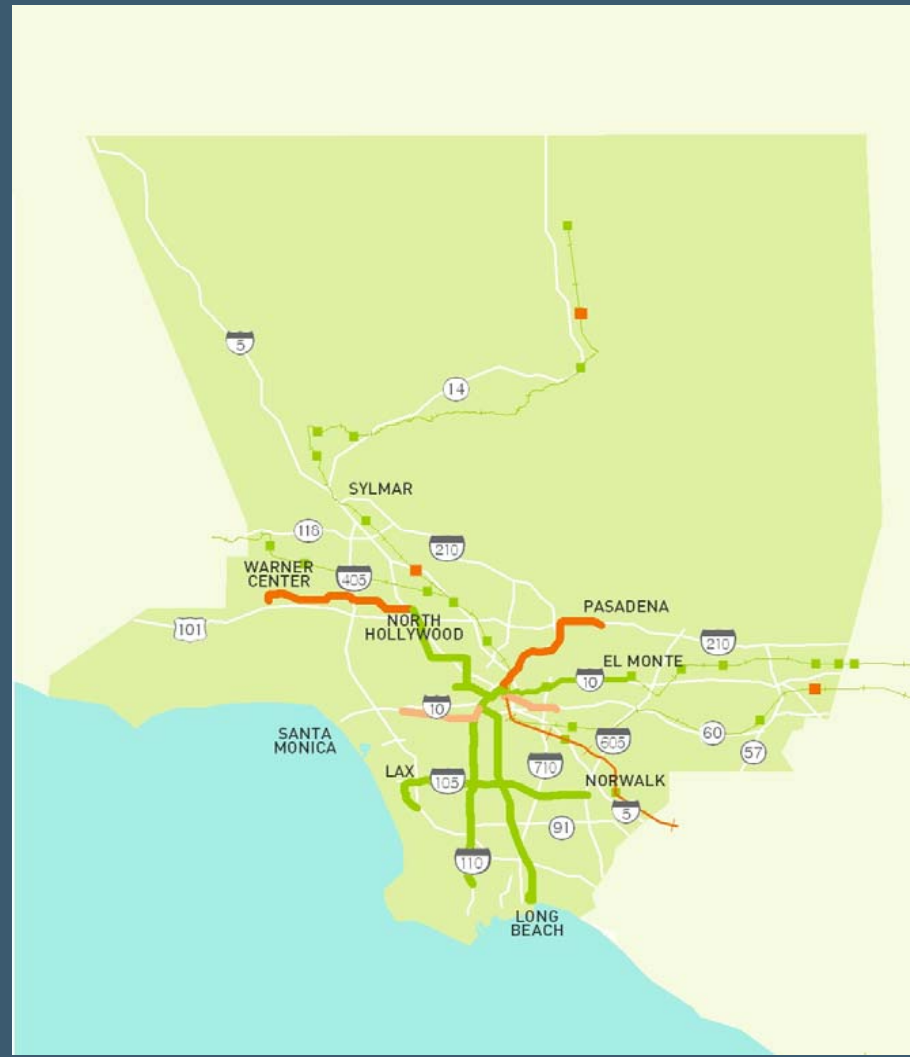 5
14
SYLMAR
118
210
WARNER
CENTER
405
PASADENA
101
NORTH
HOLLYWOOD
210
EL MONTE
10
10
SANTA
MONICA
605
60
57
LAX
105
710
NORWALK
5
91
110
LONG
BEACH